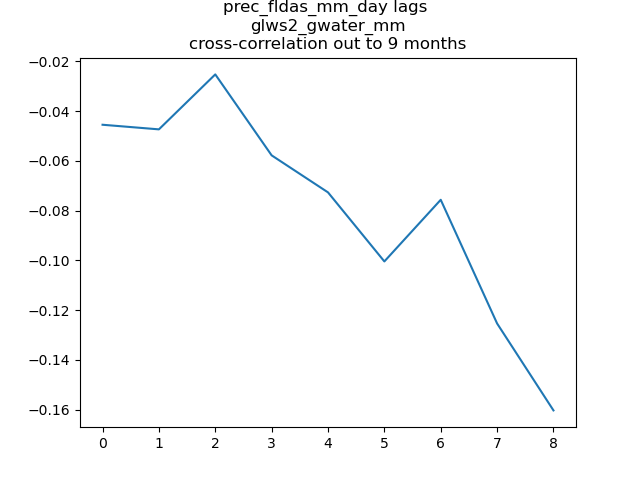 prec_fldas_mm_day lags
glws2_gwater_mm
cross-correlation out to 9 months
−0.02
−0.04
−0.06
−0.08
−0.10
−0.12
−0.14
−0.16
0 1 2 3 4 5 6 7 8